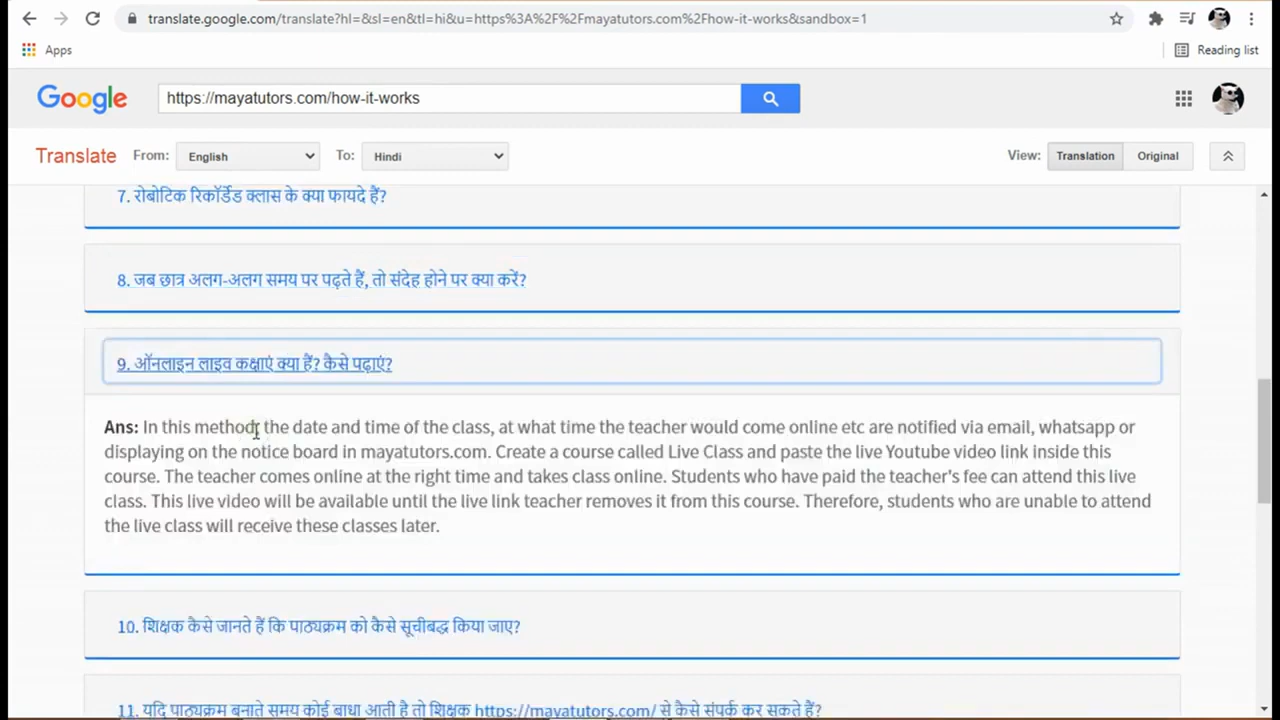 translate.google.com/translate?hl=&sl=en&tl=hi&u=https%3A%2F%2Fmayatutors.com%2Fhow-it-works&sandbox=1
Apps
Reading list
Google
https://mayatutors.com/how-it-works
Translate From: English To: Hindi View: Translation Original
7. रोबोटिक रिकॉर्डेड क्लास के क्या फायदे हैं?
8. जब छात्र अलग-अलग समय पर पढ़ते हैं, तो संदेह होने पर क्या करें?
9. ऑनलाइन लाइव कक्षाएं क्या हैं? कैसे पढ़ाएं?
Ans: In this method, the date and time of the class, at what time the teacher would come online etc are notified via email, whatsapp or
displaying on the notice board in mayatutors.com. Create a course called Live Class and paste the live Youtube video link inside this
course. The teacher comes online at the right time and takes class online. Students who have paid the teacher's fee can attend this live
class. This live video will be available until the live link teacher removes it from this course. Therefore, students who are unable to attend
the live class will receive these classes later.
10. शिक्षक कैसे जानते हैं कि पाठ्यक्रम को कैसे सूचीबद्ध किया जाए?
11. यदि पाठ्यक्रम बनाते समय कोई बाधा आती है तो शिक्षक https://mayatutors.com/ से कैसे संपर्क कर सकते हैं?